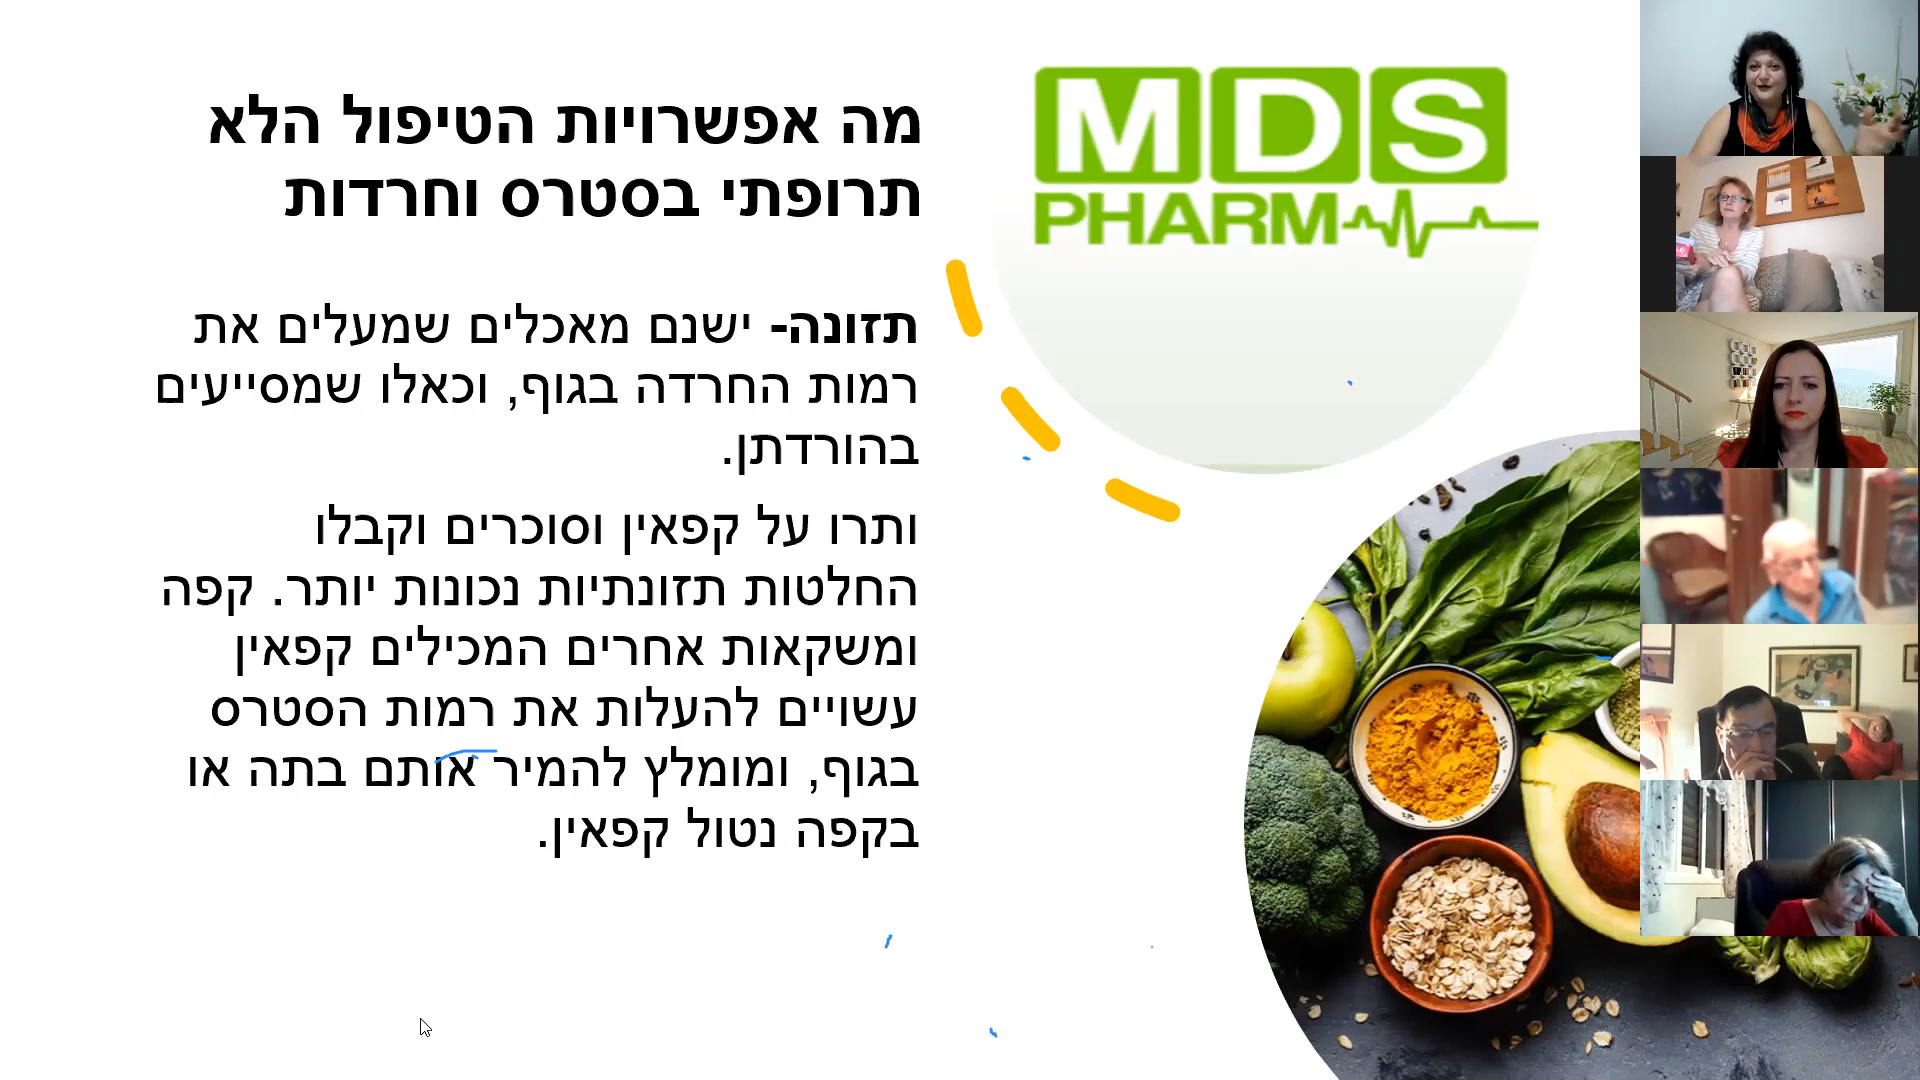 מה אפשרויות הטיפול הלא
תרופתי בסטרס וחרדות
תזונה- ישנם מאכלים שמעלים את
רמות החרדה בגוף, וכאלו שמסייעים
בהורדתן.
ותרו על קפאין וסוכרים וקבלו
החלטות תזונתיות נכונות יותר. קפה
ומשקאות אחרים המכילים קפאין
עשויים להעלות את רמות הסטרס
בגוף, ומומלץ להמיר אותם בתה או
בקפה נטול קפאין.
MDS
PHARM